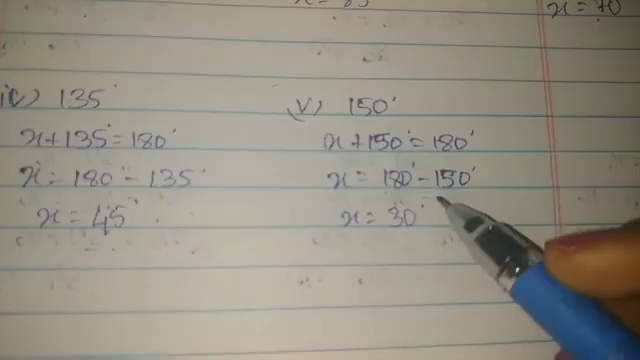 x = 70
iv) 135°
x + 135° = 180°
x = 180° - 135°
x = 45°
v) 150°
x + 150° = 180°
x = 180° - 150°
x = 30°